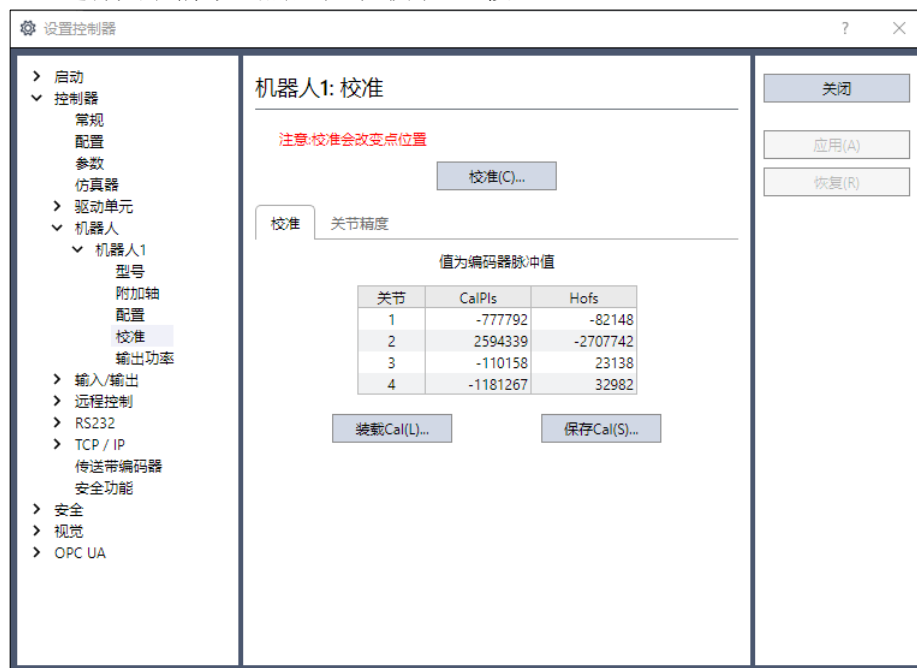 设置控制器
?
启动
控制器
常规
配置
参数
仿真器
驱动单元
机器人
机器人1
型号
附加轴
配置
校准
输出功率
输入/输出
远程控制
RS232
TCP / IP
传送带编码器
安全功能
安全
视觉
OPC UA
机器人1: 校准
注意:校准会改变点位置
校准(C)...
校准 关节精度
值为编码器脉冲值
关节 CalPls Hofs
1 -777792 -82148
2 2594339 -2707742
3 -110158 23138
4 -1181267 32982
装载Cal(L)... 保存Cal(S)...
关闭
应用(A)
恢复(R)